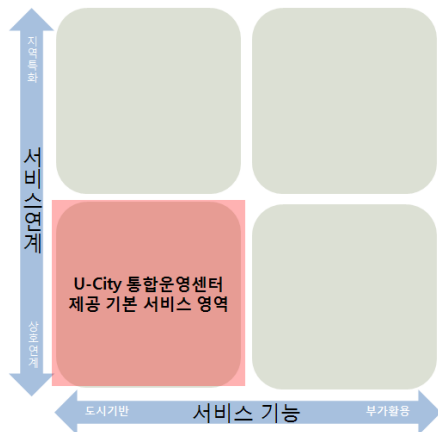 지역특화
서비스연계
U-City 통합운영센터
제공 기본 서비스 영역
상호연계
도시기반
서비스 기능
부가활용